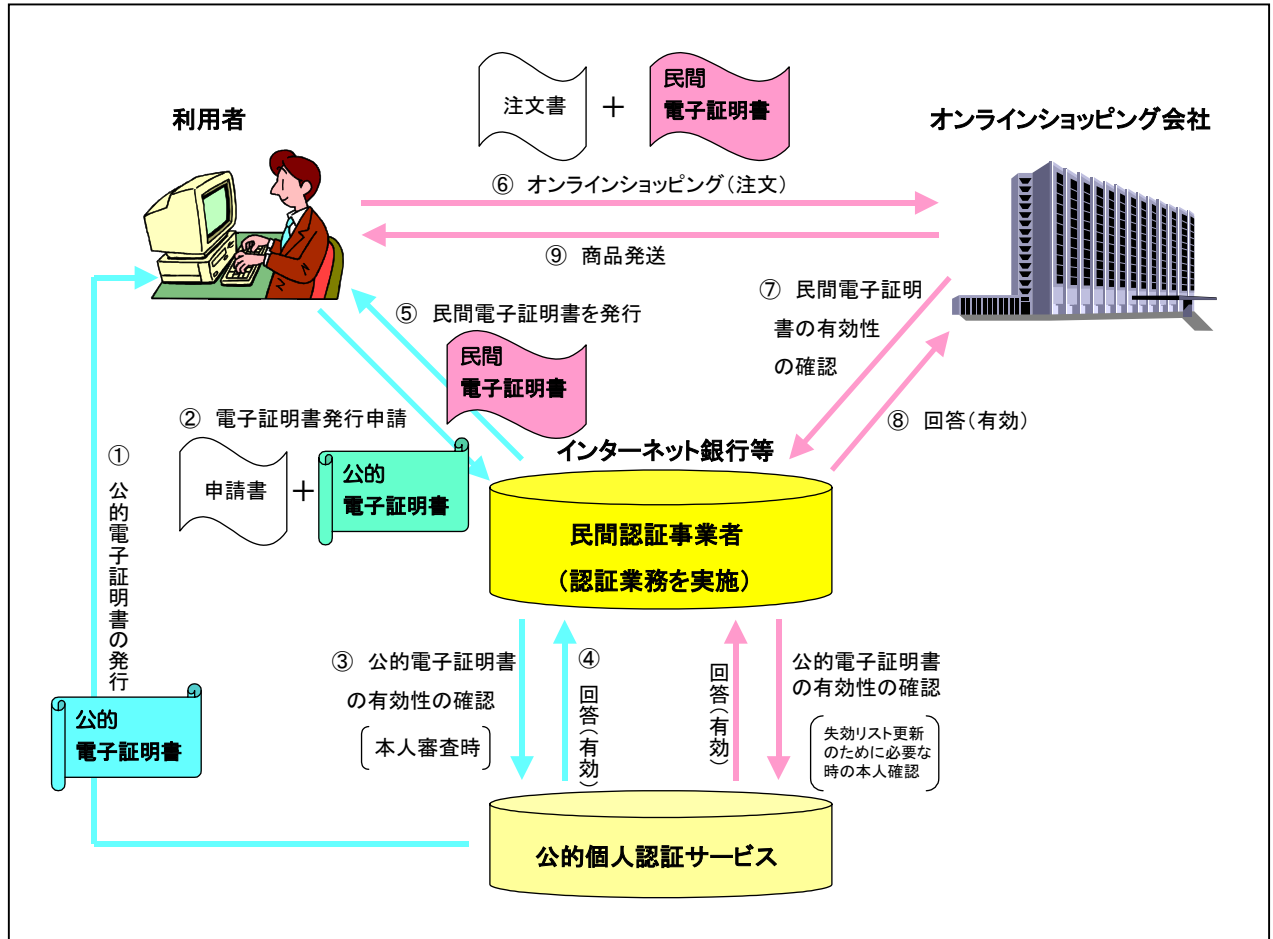 注文書
+
民間
電子証明書
利用者
オンラインショッピング会社
⑥ オンラインショッピング(注文)
⑨ 商品発送
⑦ 民間電子証明
書の有効性
の確認
⑤ 民間電子証明書を発行
民間
電子証明書
⑧ 回答(有効)
② 電子証明書発行申請
申請書
+
公的
電子証明書
インターネット銀行等
民間認証事業者
(認証業務を実施)
① 公的電子証明書の発行
公的
電子証明書
③ 公的電子証明書
の有効性の確認
本人審査時
④ 回答(有効)
回答(有効)
公的電子証明書
の有効性の確認
失効リスト更新
のために必要な
時の本人確認
公的個人認証サービス